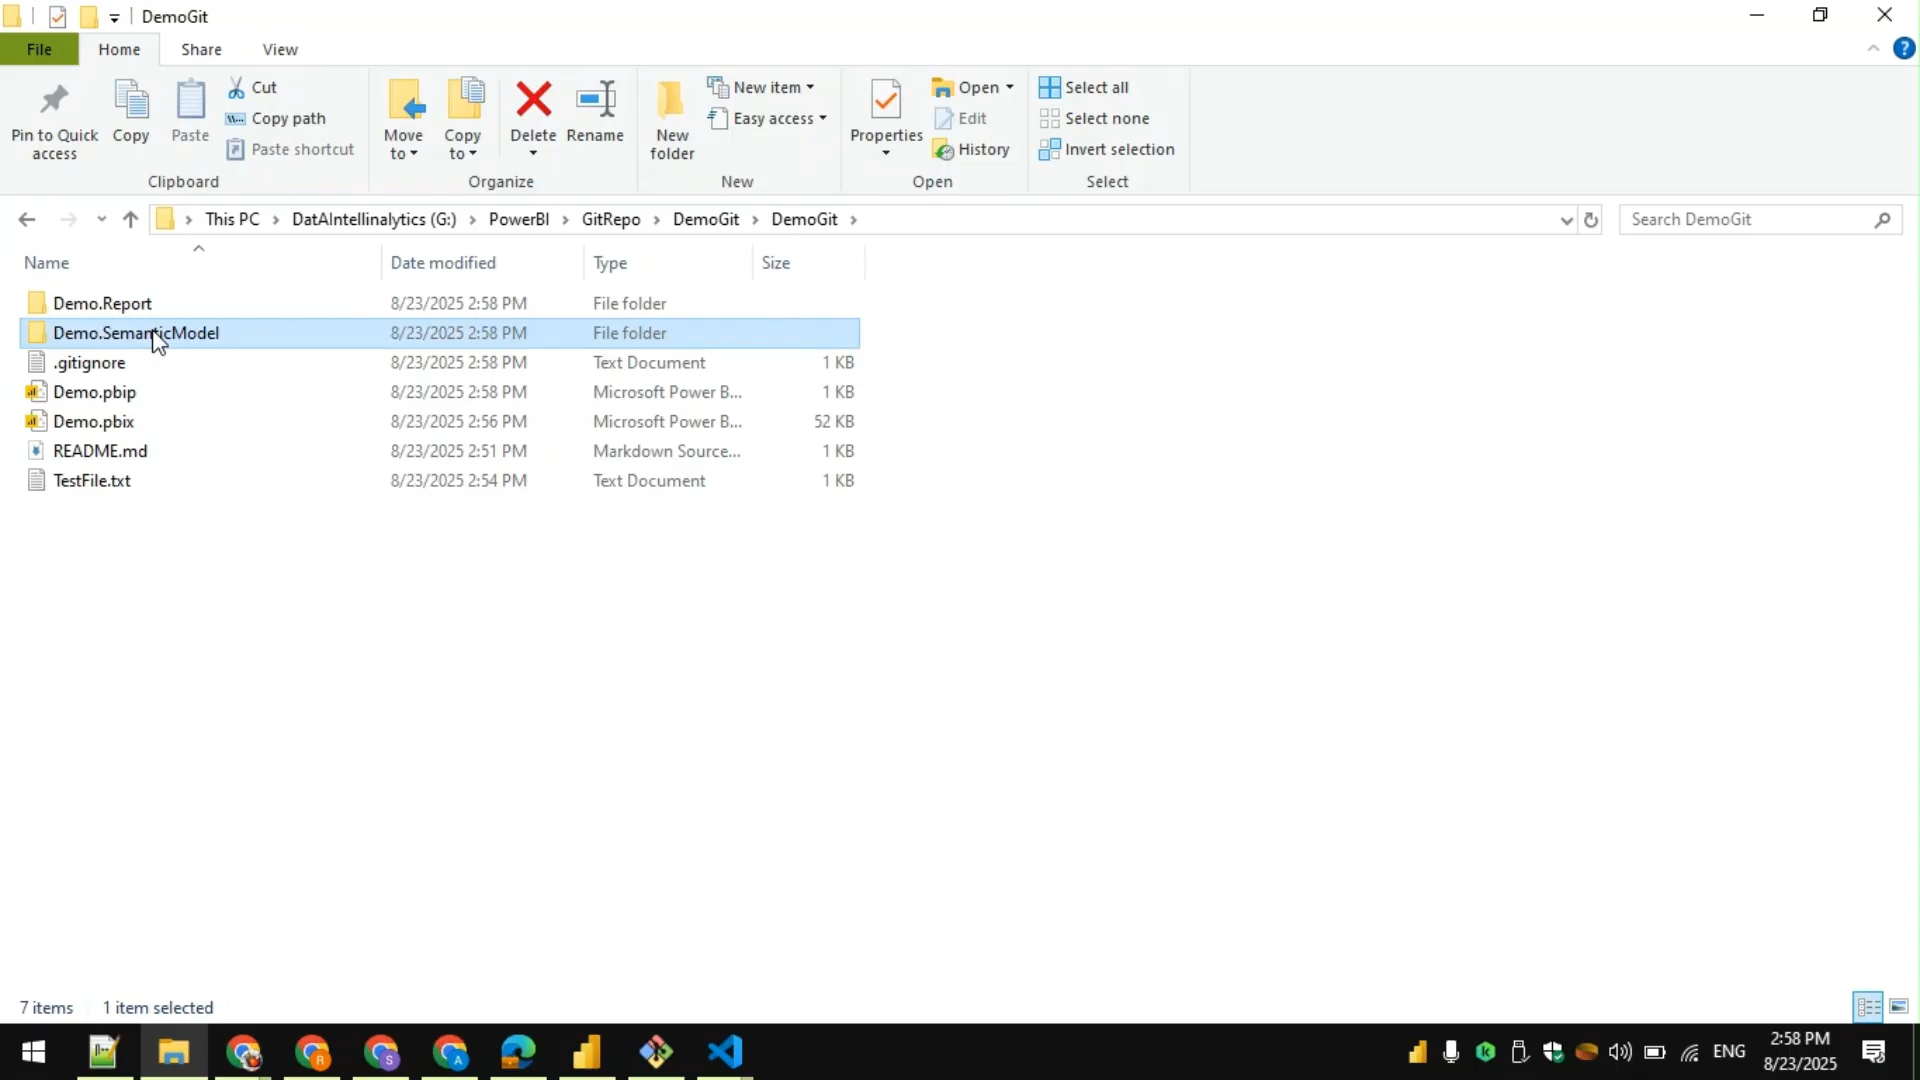 DemoGit
File Home Share View
Pin to Quick access
Copy
Paste
Cut
Copy path
Paste shortcut
Clipboard
Move to
Copy to
Delete
Rename
Organize
New folder
New item
Easy access
New
Properties
Open
Edit
History
Open
Select all
Select none
Invert selection
Select
This PC > DatAIntellinalytics (G:) > PowerBI > GitRepo > DemoGit > DemoGit >
Search DemoGit
Name Date modified Type Size
Demo.Report 8/23/2025 2:58 PM File folder
Demo.SemanticModel 8/23/2025 2:58 PM File folder
.gitignore 8/23/2025 2:58 PM Text Document 1 KB
Demo.pbip 8/23/2025 2:58 PM Microsoft Power B... 1 KB
Demo.pbix 8/23/2025 2:56 PM Microsoft Power B... 52 KB
README.md 8/23/2025 2:51 PM Markdown Source... 1 KB
TestFile.txt 8/23/2025 2:54 PM Text Document 1 KB
7 items 1 item selected
R
S
A
ENG
2:58 PM
8/23/2025